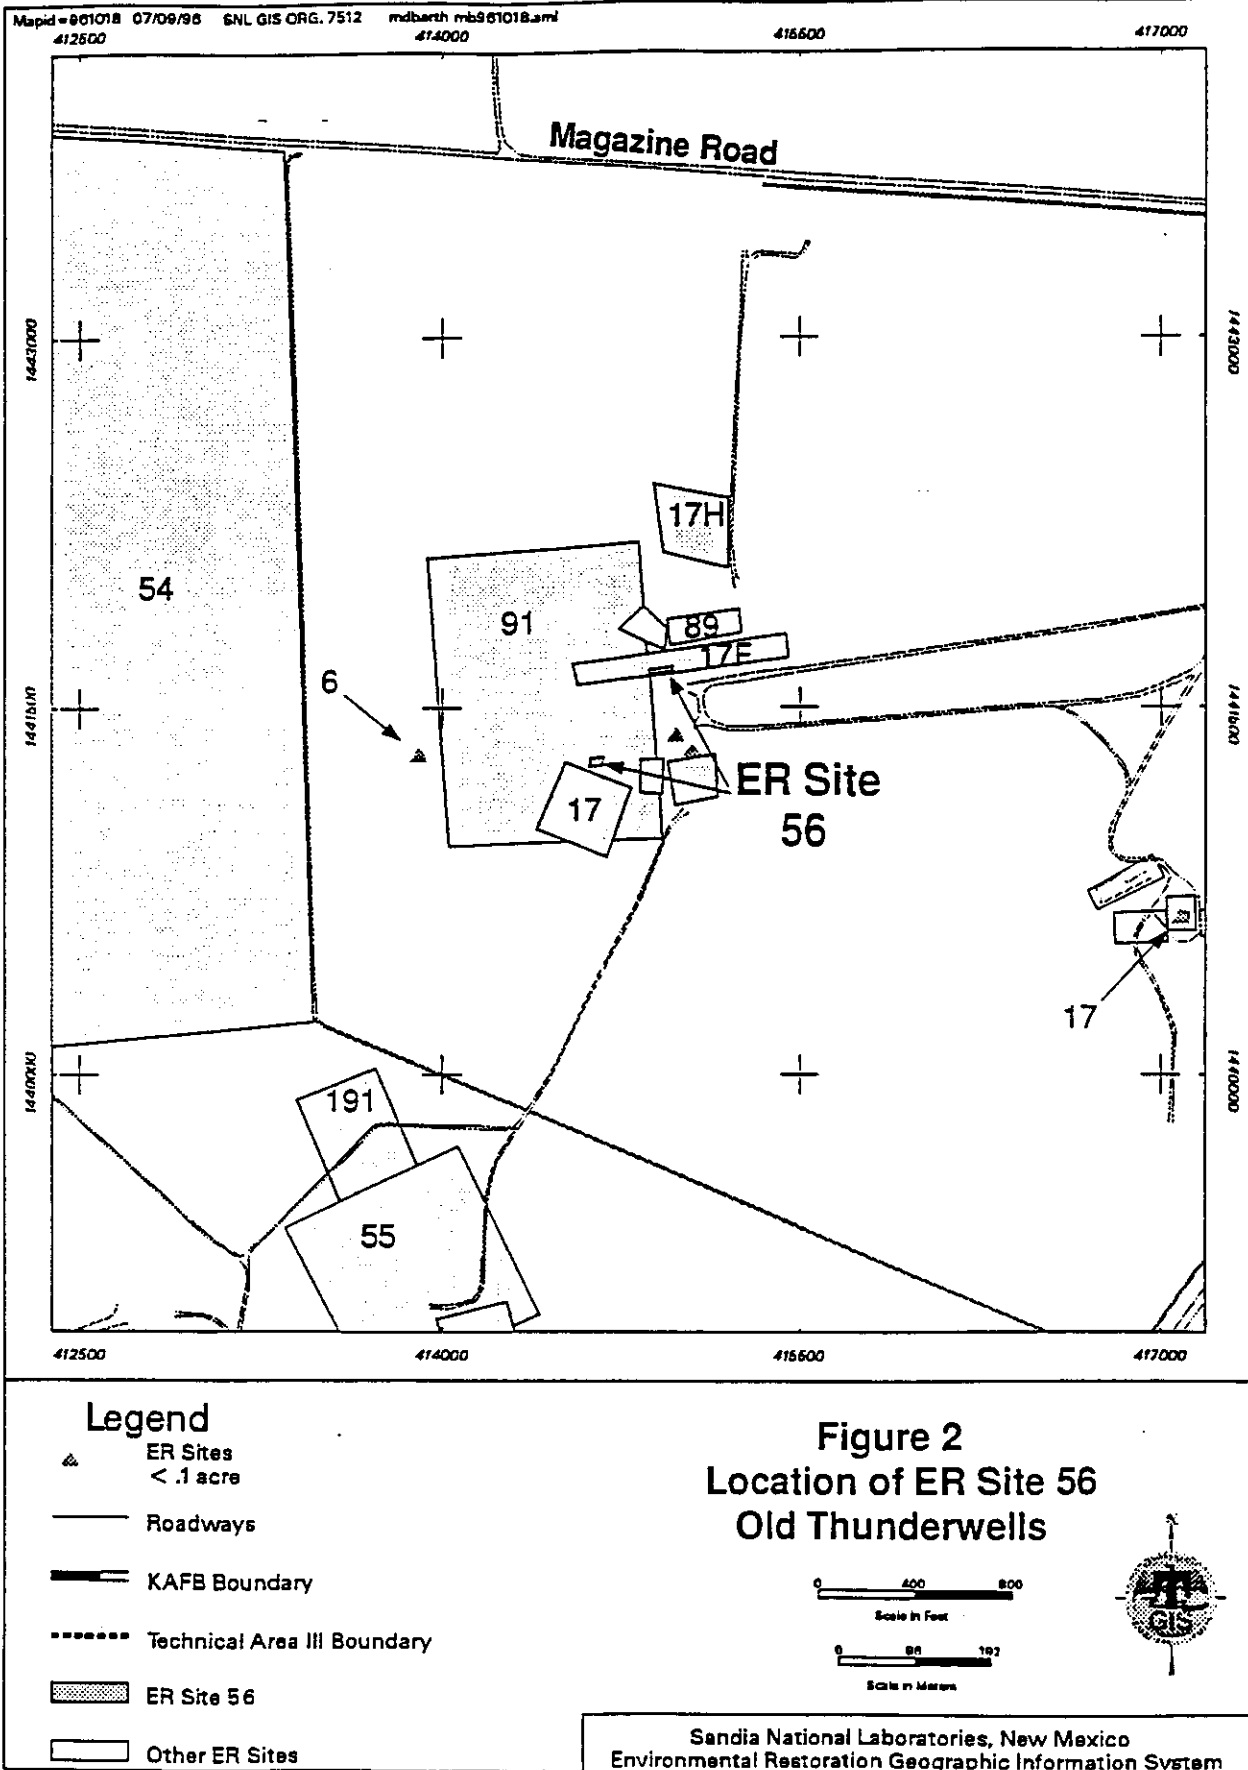 Mapid=961018 07/09/96 SNL GIS ORG. 7512 mdbarth mb961018.aml
412500 414000 415500 417000
Magazine Road
1443000 1443000
17H
54
91
89
17F
6
1441500 1441500
ER Site
56
17
17
1440000 1440000
191
55
412500 414000 415500 417000
Legend
ER Sites
< .1 acre
Roadways
KAFB Boundary
Technical Area III Boundary
ER Site 56
Other ER Sites
Figure 2
Location of ER Site 56
Old Thunderwells
0 400 800
Scale in Feet
0 96 192
Scale in Meters
GIS
Sandia National Laboratories, New Mexico
Environmental Restoration Geographic Information System